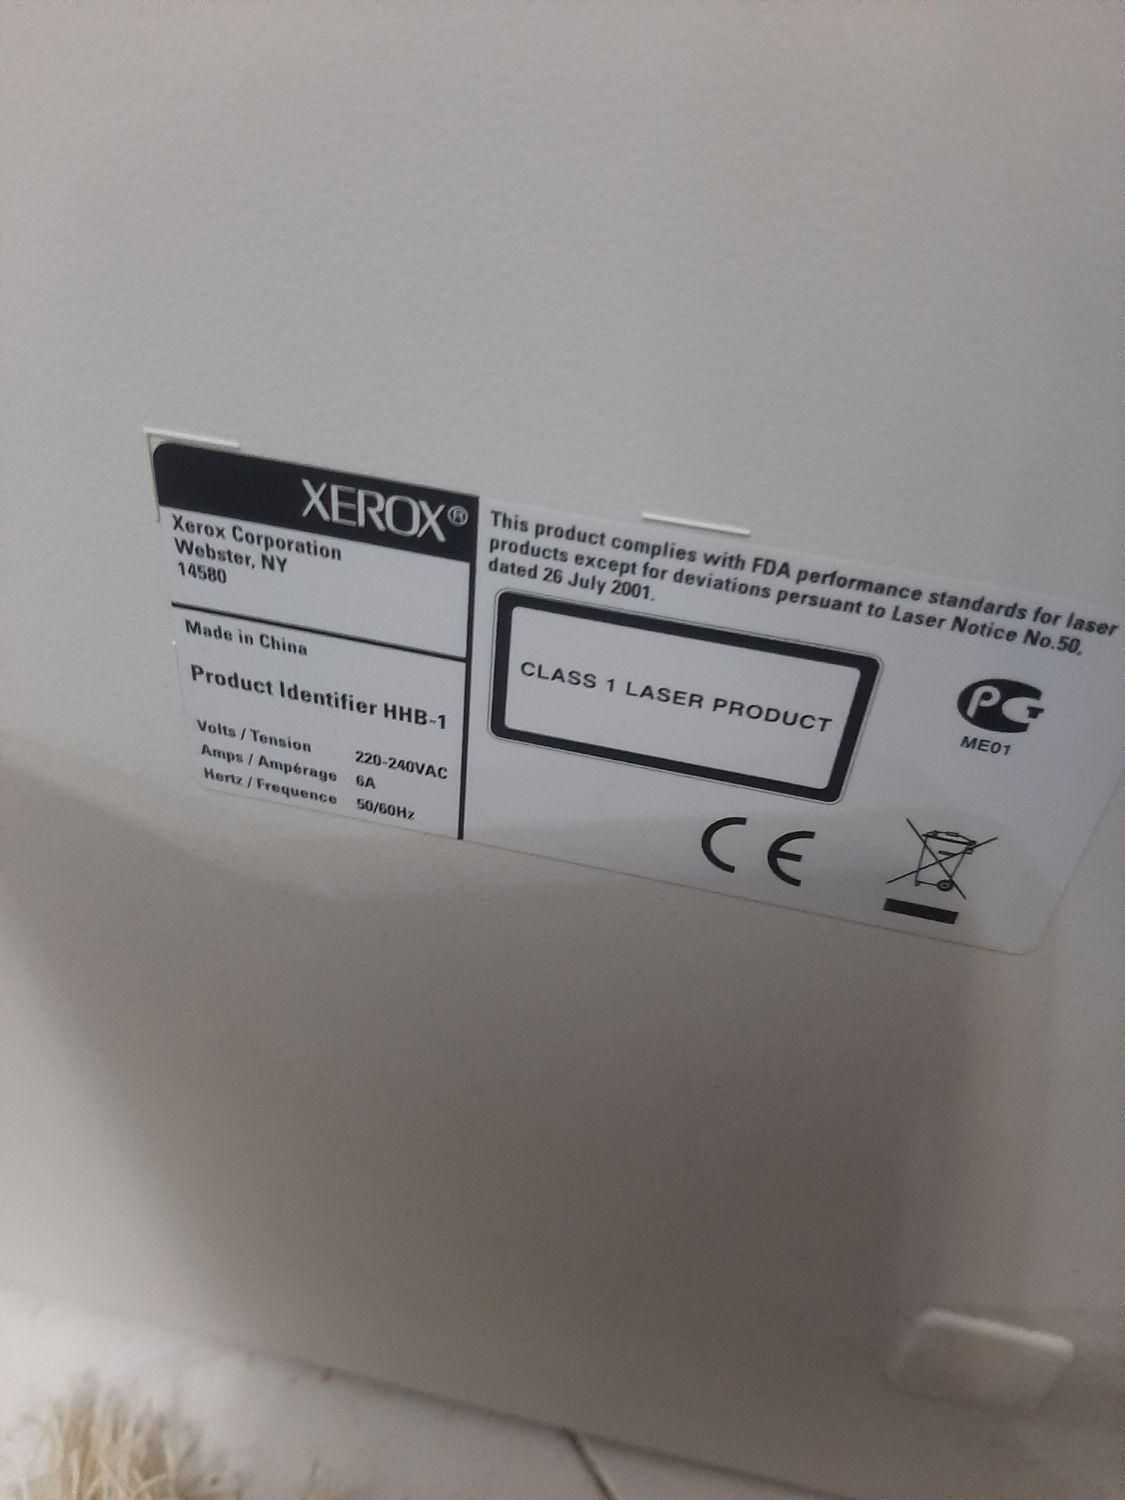 XEROX®
Xerox Corporation
Webster, NY
14580
Made in China
Product Identifier HHB-1
Volts / Tension 220-240VAC
Amps / Ampérage 6A
Hertz / Frequence 50/60Hz
This product complies with FDA performance standards for laser
products except for deviations persuant to Laser Notice No.50,
dated 26 July 2001.
CLASS 1 LASER PRODUCT
РСТ
ME01
CE